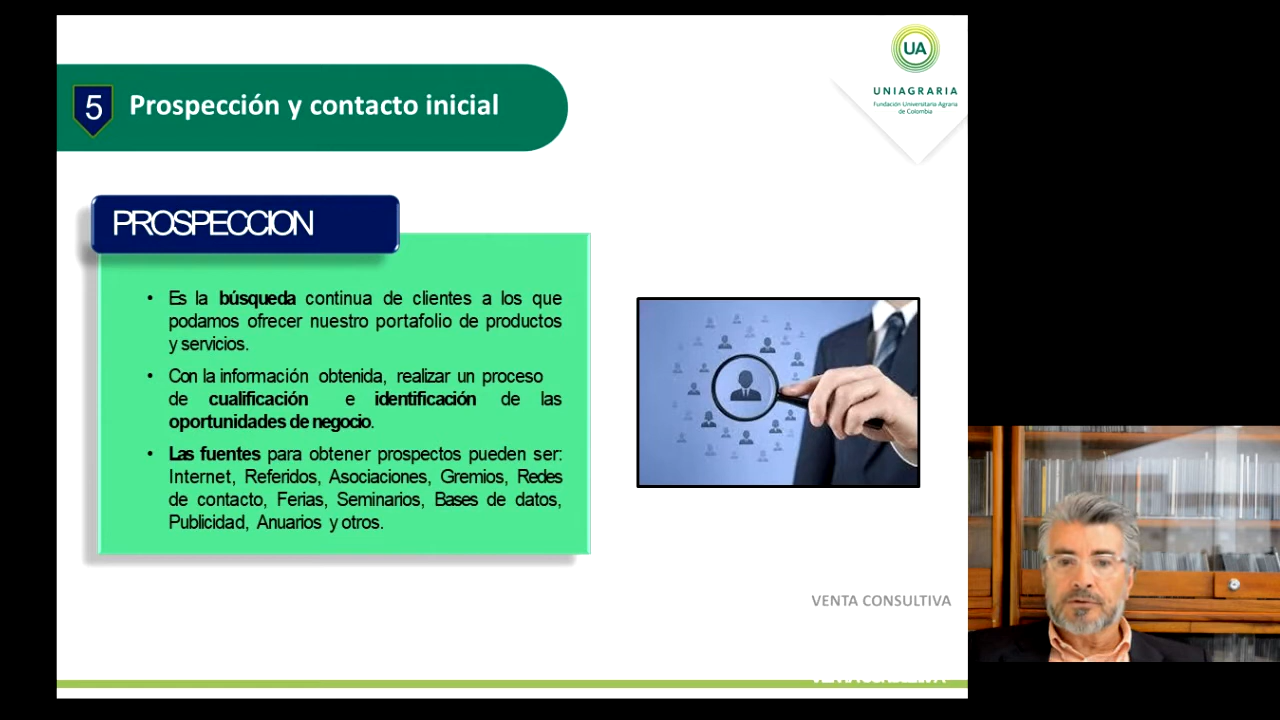 UA
UNIAGRARIA
Fundación Universitaria Agraria
de Colombia
5
Prospección y contacto inicial
PROSPECCION
• Es la búsqueda continua de clientes a los que
podamos ofrecer nuestro portafolio de productos
y servicios.
• Con la información obtenida, realizar un proceso
de cualificación e identificación de las
oportunidades de negocio.
• Las fuentes para obtener prospectos pueden ser:
Internet, Referidos, Asociaciones, Gremios, Redes
de contacto, Ferias, Seminarios, Bases de datos,
Publicidad, Anuarios y otros.
VENTA CONSULTIVA